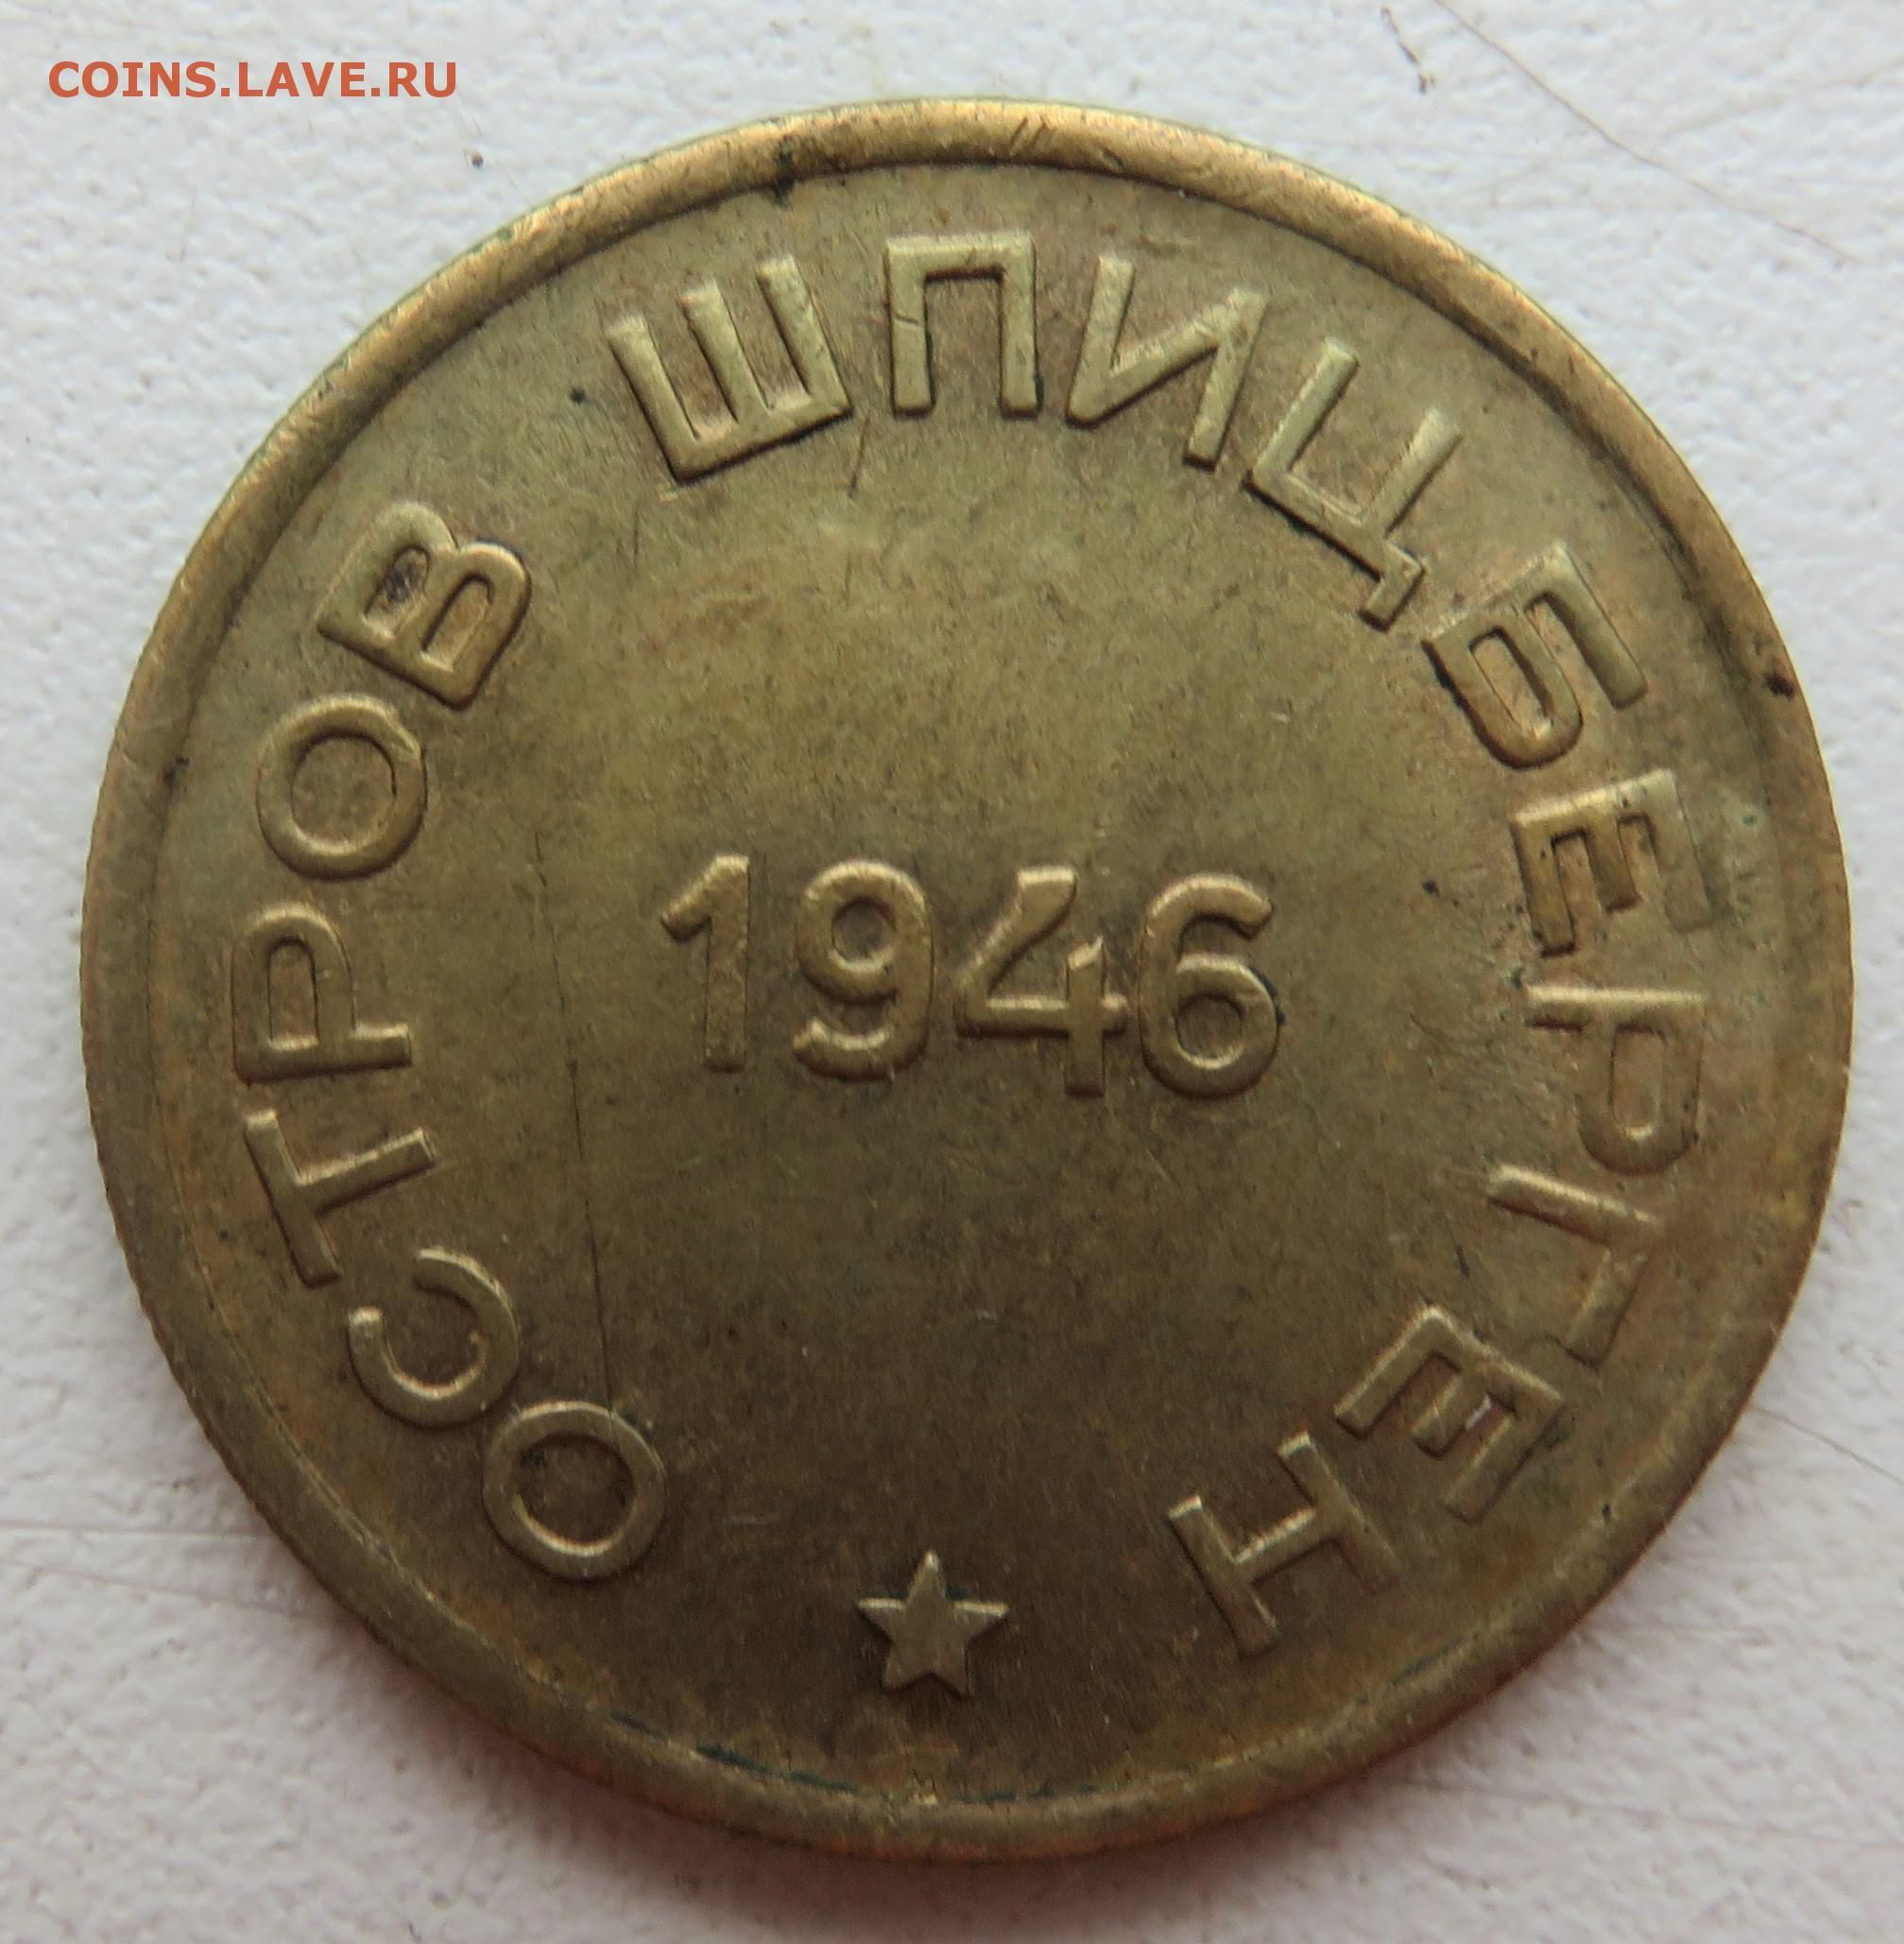 COINS.LAVE.RU
ОСТРОВ ШПИЦБЕРГЕН
1946